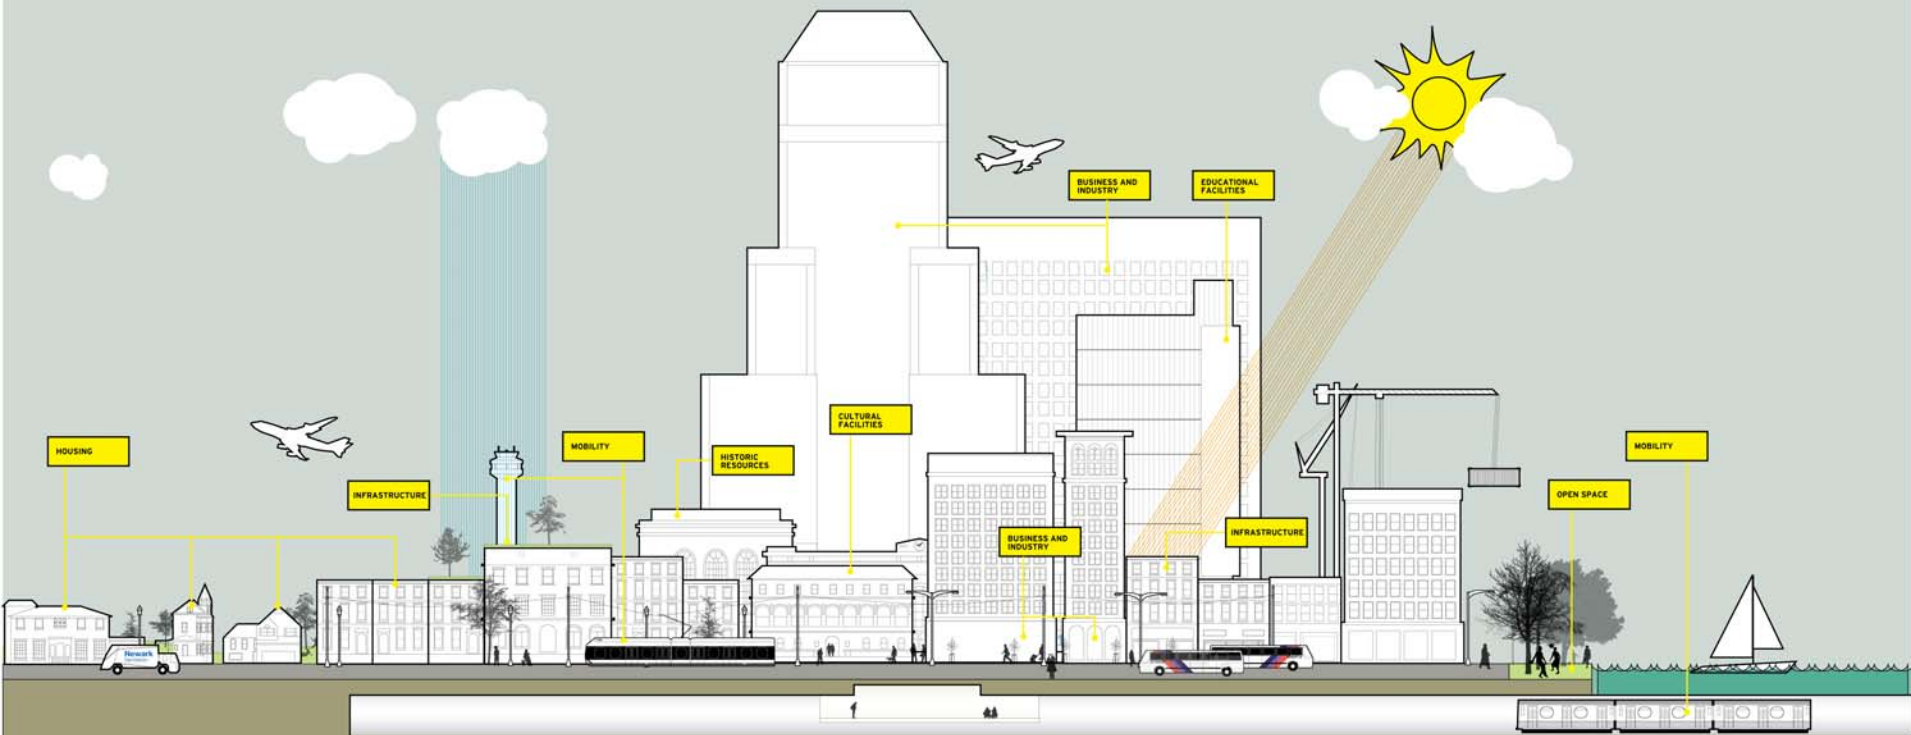 BUSINESS AND
INDUSTRY
EDUCATIONAL
FACILITIES
CULTURAL
FACILITIES
HOUSING
MOBILITY
HISTORIC
RESOURCES
MOBILITY
INFRASTRUCTURE
OPEN SPACE
BUSINESS AND
INDUSTRY
INFRASTRUCTURE
Newark